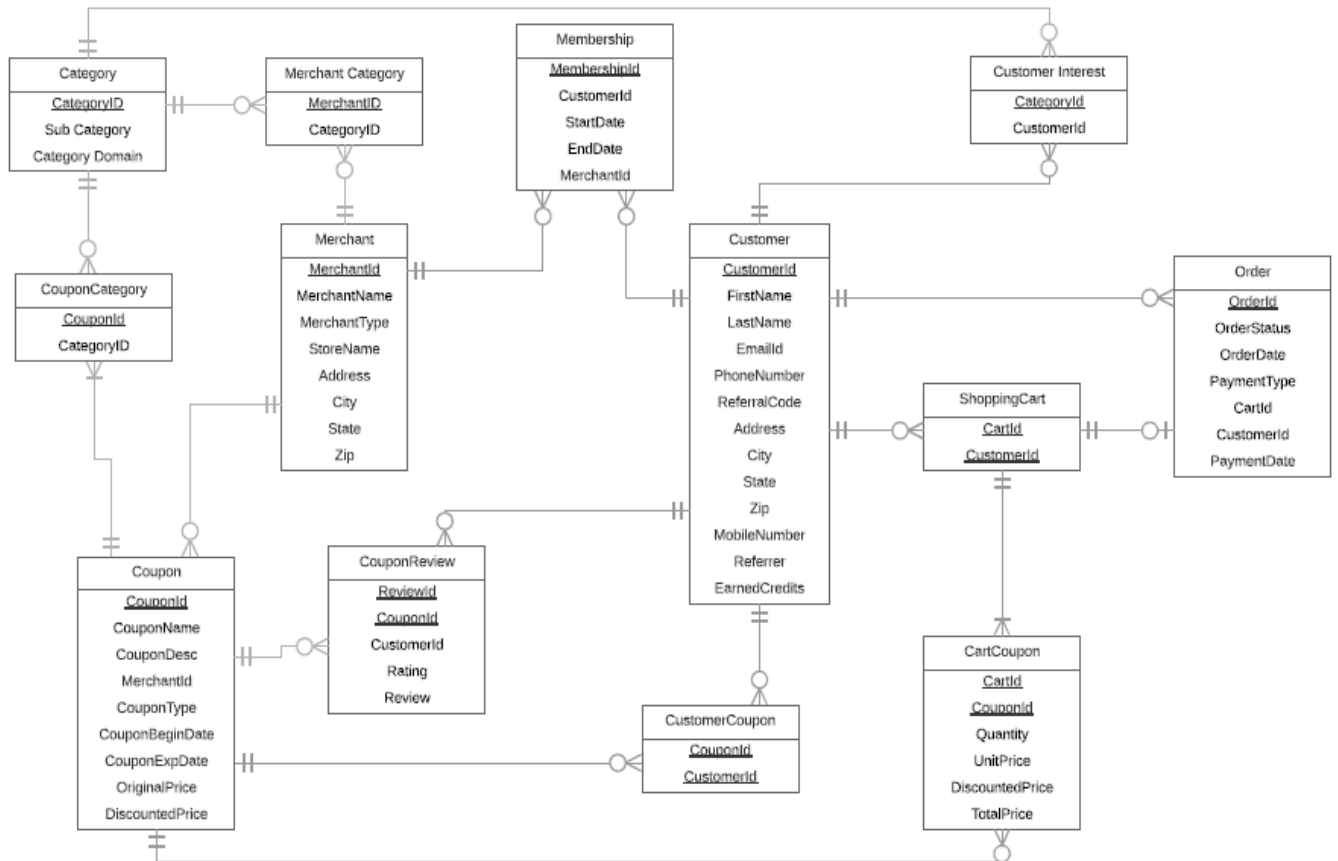 Membership
MembershipId
CustomerId
StartDate
EndDate
MerchantId
Category
CategoryID
Sub Category
Category Domain
Merchant Category
MerchantID
CategoryID
Customer Interest
CategoryId
CustomerId
Merchant
MerchantId
MerchantName
MerchantType
StoreName
Address
City
State
Zip
Customer
CustomerId
FirstName
LastName
EmailId
PhoneNumber
ReferralCode
Address
City
State
Zip
MobileNumber
Referrer
EarnedCredits
Order
OrderId
OrderStatus
OrderDate
PaymentType
CartId
CustomerId
PaymentDate
CouponCategory
CouponId
CategoryID
ShoppingCart
CartId
CustomerId
Coupon
CouponId
CouponName
CouponDesc
MerchantId
CouponType
CouponBeginDate
CouponExpDate
OriginalPrice
DiscountedPrice
CouponReview
ReviewId
CouponId
CustomerId
Rating
Review
CustomerCoupon
CouponId
CustomerId
CartCoupon
CartId
CouponId
Quantity
UnitPrice
DiscountedPrice
TotalPrice